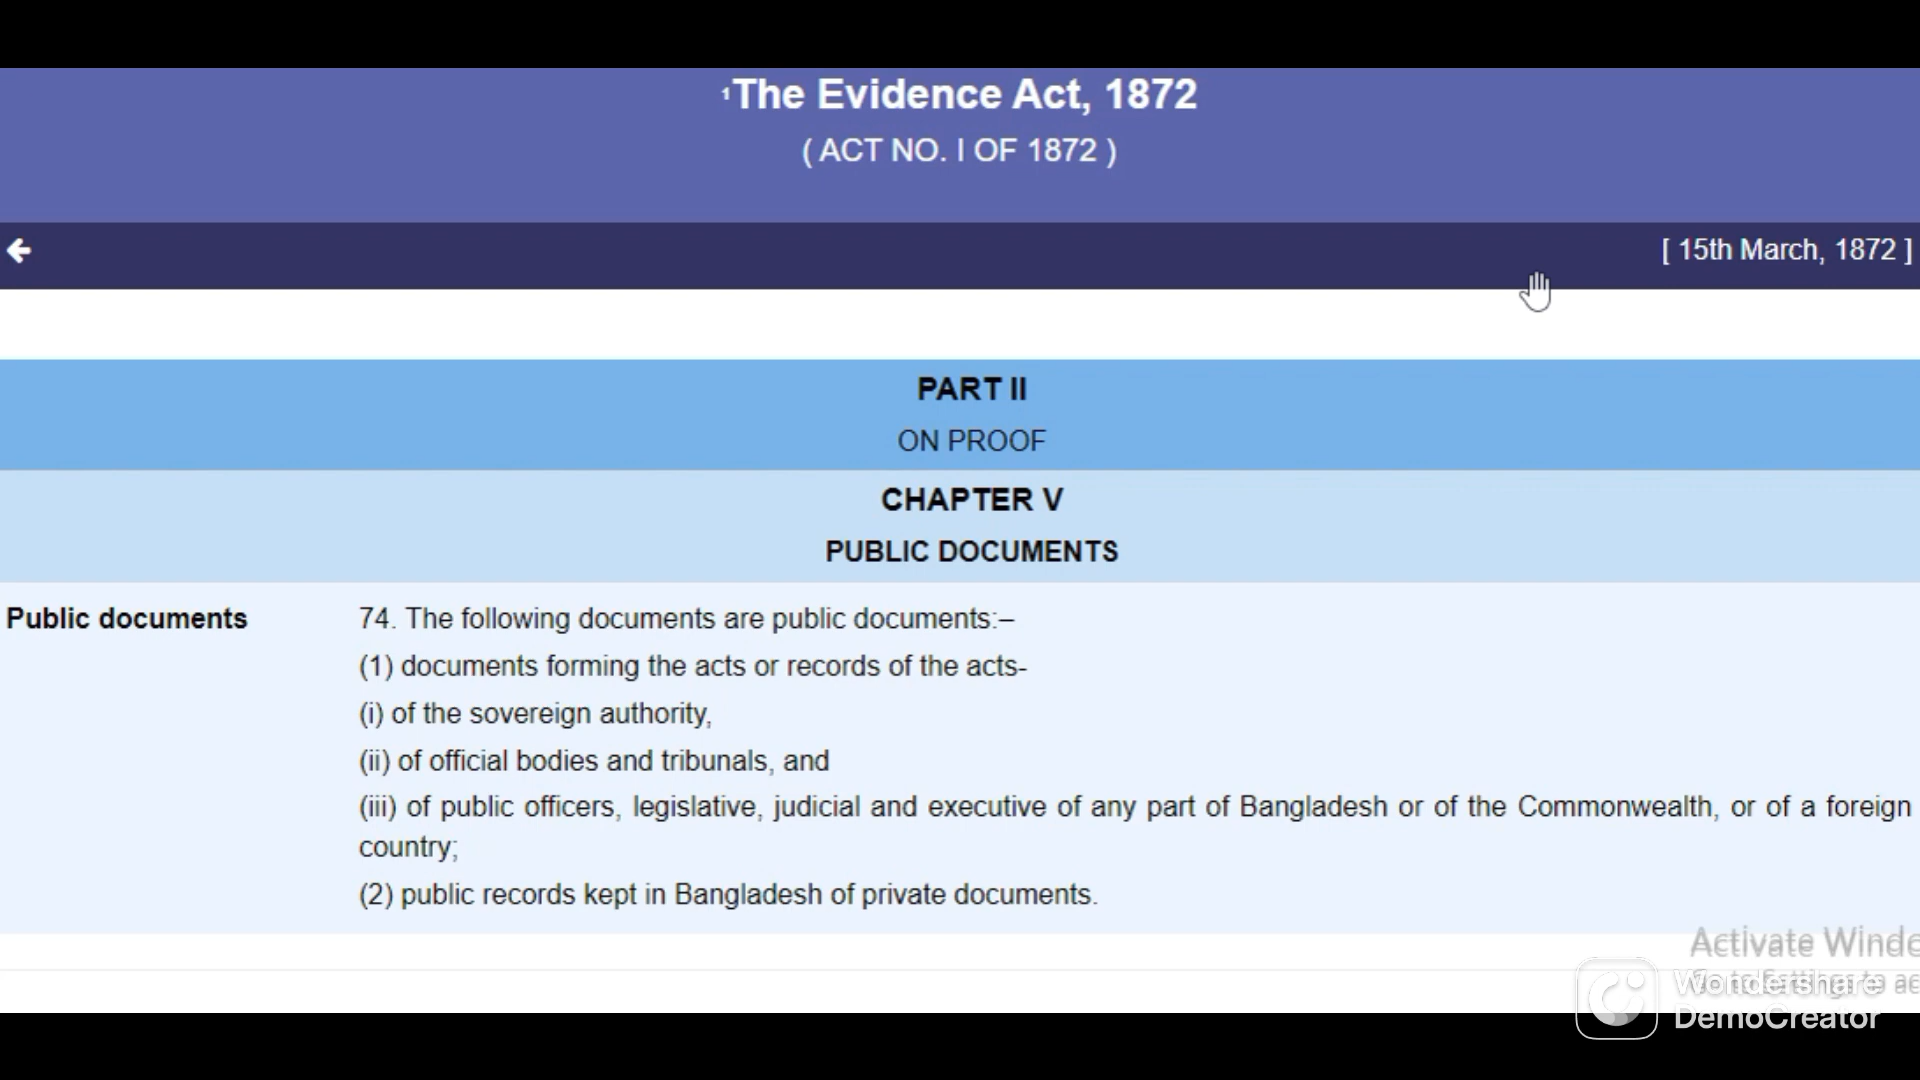 ¹The Evidence Act, 1872
( ACT NO. I OF 1872 )
[ 15th March, 1872 ]
PART II
ON PROOF
CHAPTER V
PUBLIC DOCUMENTS
Public documents
74. The following documents are public documents:–
(1) documents forming the acts or records of the acts-
(i) of the sovereign authority,
(ii) of official bodies and tribunals, and
(iii) of public officers, legislative, judicial and executive of any part of Bangladesh or of the Commonwealth, or of a foreign
country;
(2) public records kept in Bangladesh of private documents.
Activate Windo
Wondershare
DemoCreator